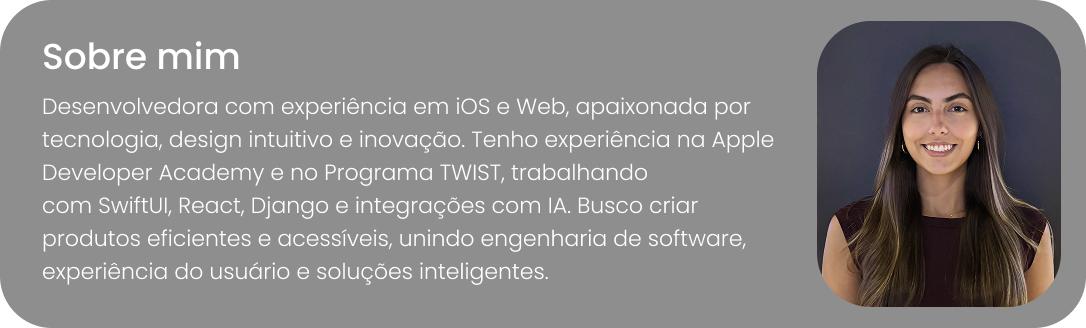 Sobre mim
Desenvolvedora com experiência em iOS e Web, apaixonada por
tecnologia, design intuitivo e inovação. Tenho experiência na Apple
Developer Academy e no Programa TWIST, trabalhando
com SwiftUI, React, Django e integrações com IA. Busco criar
produtos eficientes e acessíveis, unindo engenharia de software,
experiência do usuário e soluções inteligentes.